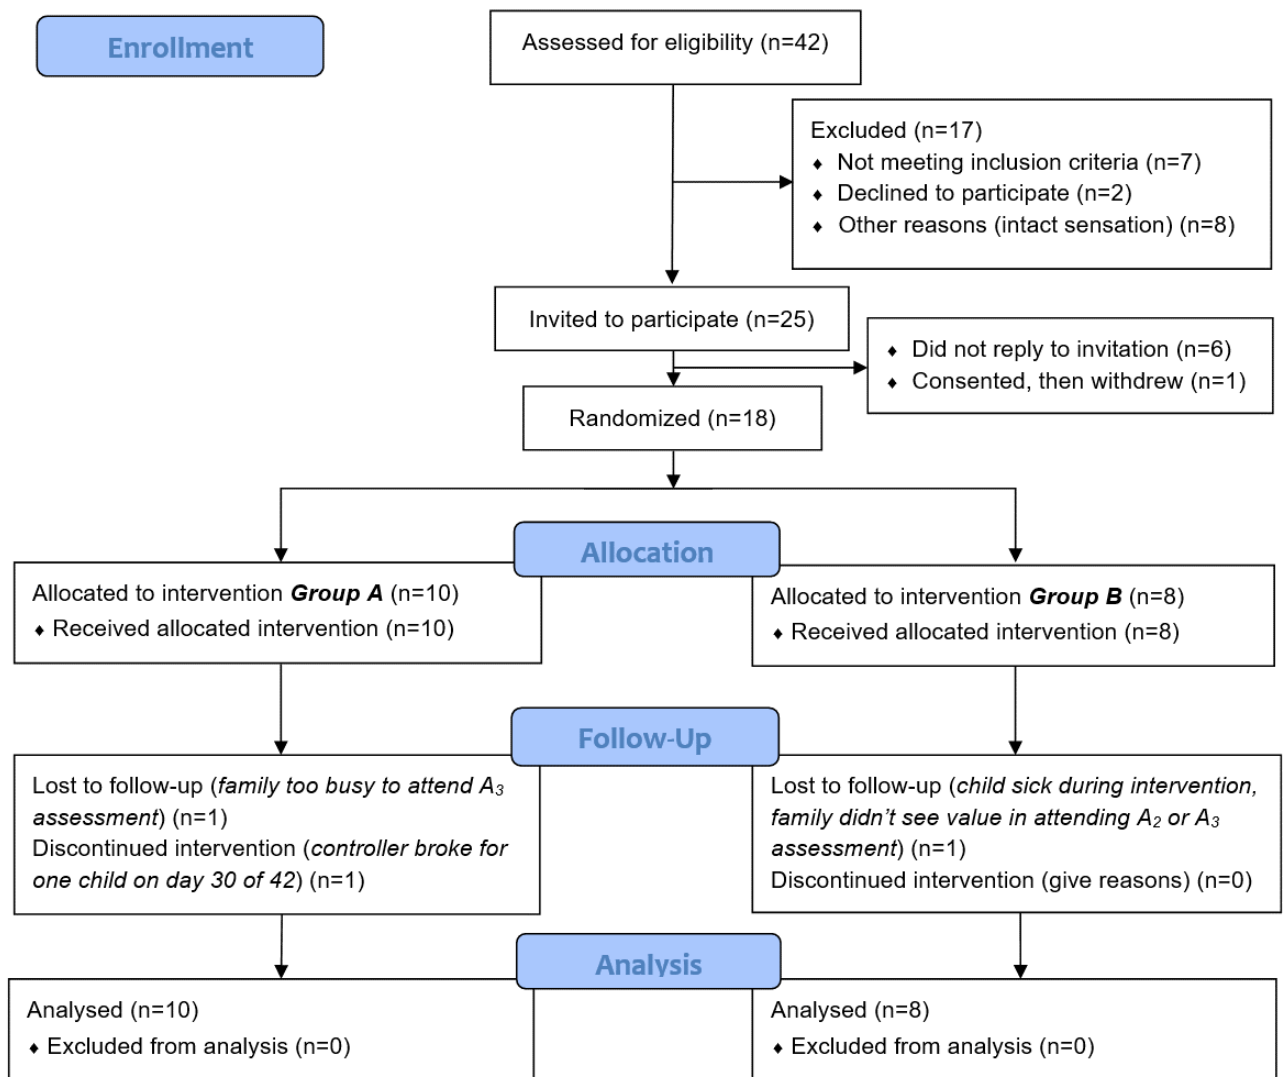 Enrollment
Assessed for eligibility (n=42)
Excluded (n=17)
♦ Not meeting inclusion criteria (n=7)
♦ Declined to participate (n=2)
♦ Other reasons (intact sensation) (n=8)
Invited to participate (n=25)
♦ Did not reply to invitation (n=6)
♦ Consented, then withdrew (n=1)
Randomized (n=18)
Allocation
Allocated to intervention Group A (n=10)
♦ Received allocated intervention (n=10)
Allocated to intervention Group B (n=8)
♦ Received allocated intervention (n=8)
Follow-Up
Lost to follow-up (family too busy to attend A₃
assessment) (n=1)
Discontinued intervention (controller broke for
one child on day 30 of 42) (n=1)
Lost to follow-up (child sick during intervention,
family didn’t see value in attending A₂ or A₃
assessment) (n=1)
Discontinued intervention (give reasons) (n=0)
Analysis
Analysed (n=10)
♦ Excluded from analysis (n=0)
Analysed (n=8)
♦ Excluded from analysis (n=0)